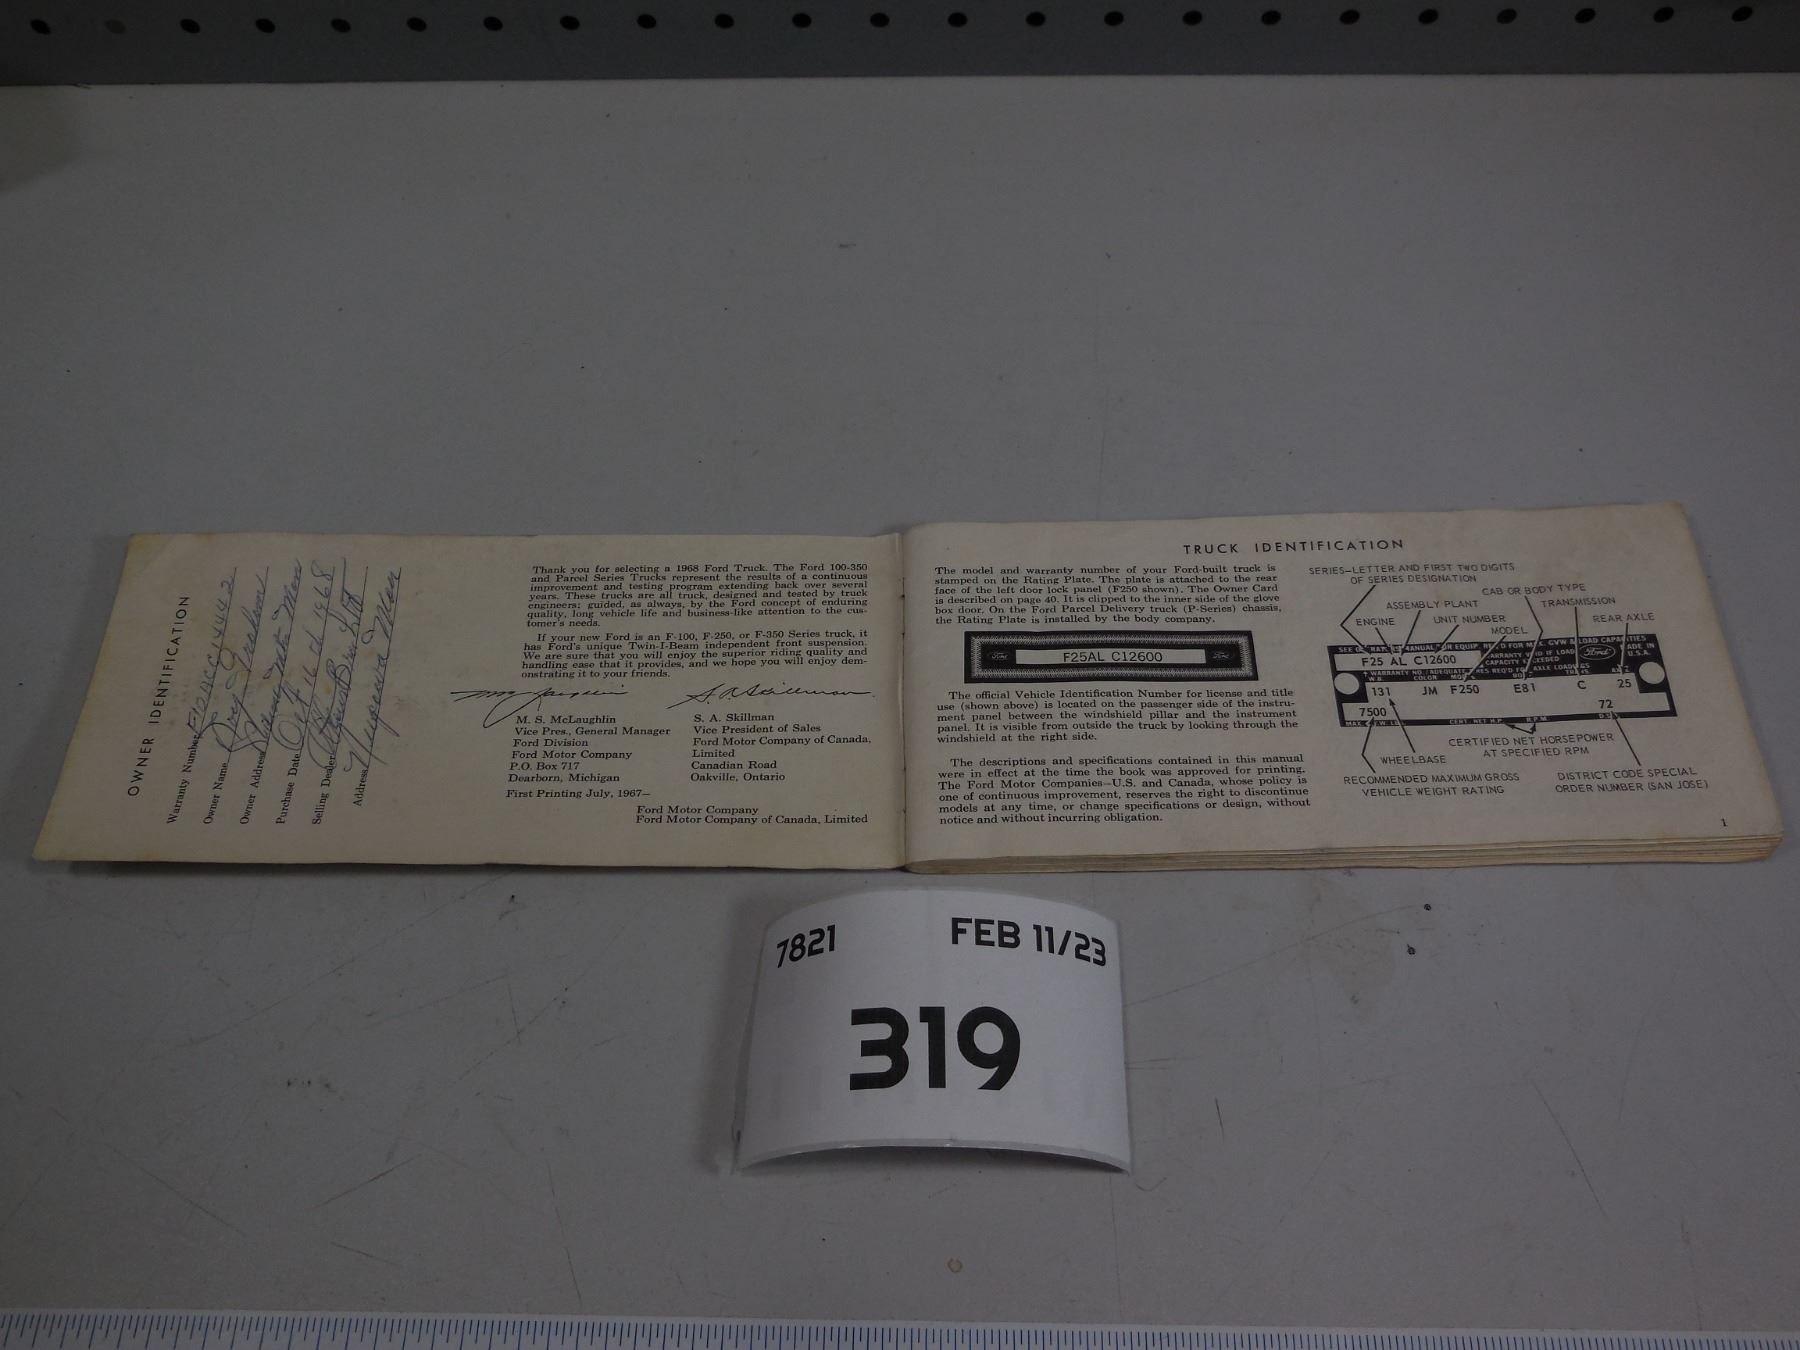 OWNER IDENTIFICATION
Warranty Number
Owner Name
Owner Address
Purchase Date Oct 16 1968
Selling Dealer
Address
Thank you for selecting a 1968 Ford Truck. The Ford 100-350
and Parcel Series Trucks represent the results of a continuous
improvement and testing program extending back over several
years. These trucks are all truck, designed and tested by truck
engineers; guided, as always, by the Ford concept of enduring
quality, long vehicle life and business-like attention to the cus-
tomer's needs.
If your new Ford is an F-100, F-250, or F-350 Series truck, it
has Ford's unique Twin-I-Beam independent front suspension.
We are sure that you will enjoy the superior riding quality and
handling ease that it provides, and we hope you will enjoy dem-
onstrating it to your friends.
M. S. McLaughlin
Vice Pres., General Manager
Ford Division
Ford Motor Company
P.O. Box 717
Dearborn, Michigan
S. A. Skillman
S. A. Skillman
Vice President of Sales
Ford Motor Company of Canada,
Limited
Canadian Road
Oakville, Ontario
First Printing July, 1967—
Ford Motor Company
Ford Motor Company of Canada, Limited
TRUCK IDENTIFICATION
The model and warranty number of your Ford-built truck is
stamped on the Rating Plate. The plate is attached to the rear
face of the left door lock panel (F250 shown). The Owner Card
is described on page 40. It is clipped to the inner side of the glove
box door. On the Ford Parcel Delivery truck (P-Series) chassis,
the Rating Plate is installed by the body company.
Ford F25AL C12600 Ford
The official Vehicle Identification Number for license and title
use (shown above) is located on the passenger side of the instru-
ment panel between the windshield pillar and the instrument
panel. It is visible from outside the truck by looking through the
windshield at the right side.
The descriptions and specifications contained in this manual
were in effect at the time the book was approved for printing.
The Ford Motor Companies—U.S. and Canada, whose policy is
one of continuous improvement, reserves the right to discontinue
models at any time, or change specifications or design, without
notice and without incurring obligation.
SERIES—LETTER AND FIRST TWO DIGITS
OF SERIES DESIGNATION
CAB OR BODY TYPE
ASSEMBLY PLANT
TRANSMISSION
ENGINE
UNIT NUMBER
REAR AXLE
MODEL
F25 AL C12600
Ford
MADE IN
U.S.A.
131 JM F250 E81 C 25
7500 72
CERTIFIED NET HORSEPOWER
AT SPECIFIED RPM
WHEELBASE
RECOMMENDED MAXIMUM GROSS
VEHICLE WEIGHT RATING
DISTRICT CODE SPECIAL
ORDER NUMBER (SAN JOSE)
1
7821 FEB 11/23
319